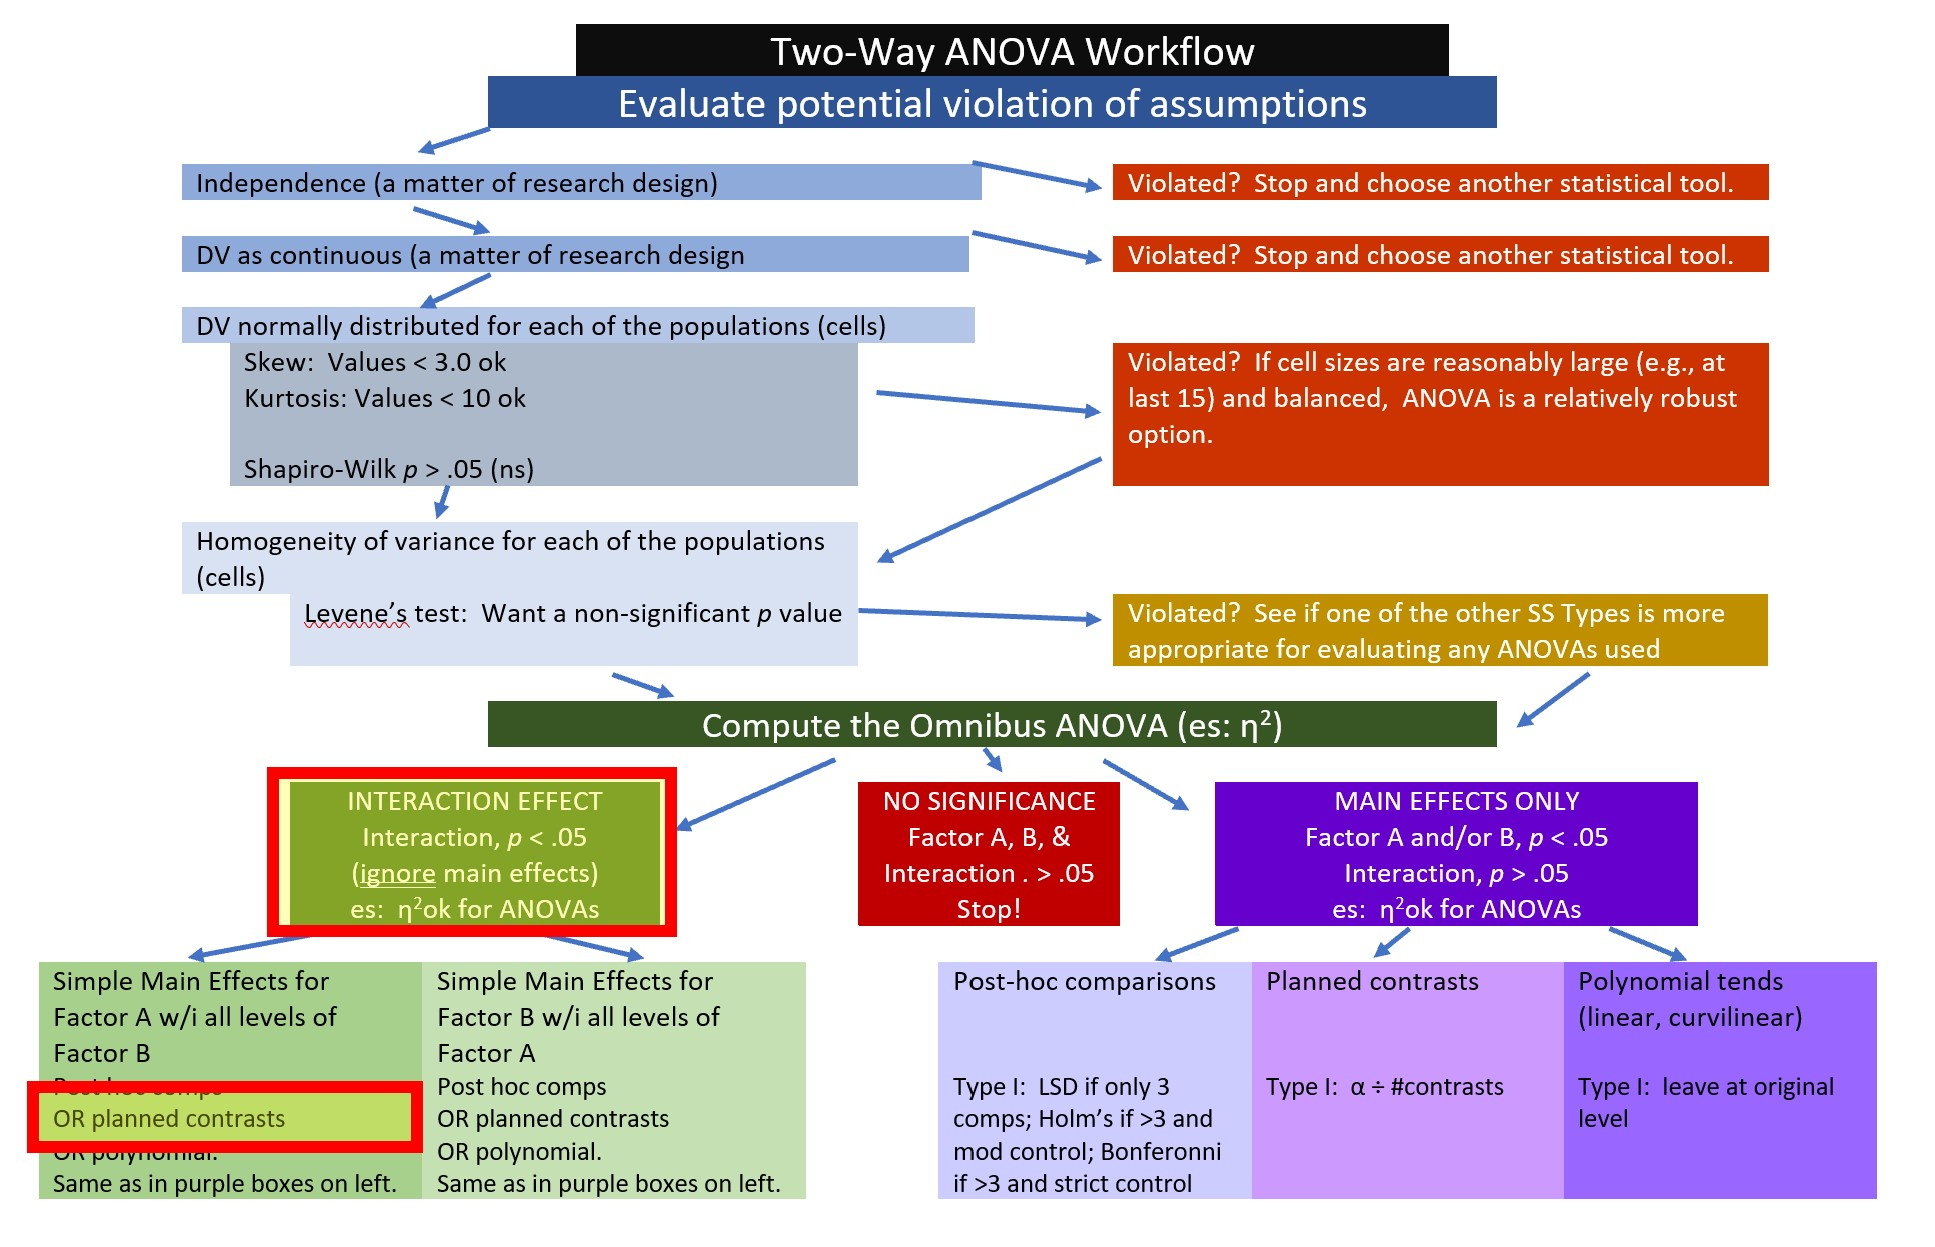 Two-Way ANOVA Workflow
Evaluate potential violation of assumptions
Independence (a matter of research design)
Violated?  Stop and choose another statistical tool.
DV as continuous (a matter of research design
Violated?  Stop and choose another statistical tool.
DV normally distributed for each of the populations (cells)
Skew:  Values < 3.0 ok
Kurtosis: Values < 10 ok
Shapiro-Wilk p > .05 (ns)
Violated?  If cell sizes are reasonably large (e.g., at
last 15) and balanced,  ANOVA is a relatively robust
option.
Homogeneity of variance for each of the populations
(cells)
Levene’s test:  Want a non-significant p value
Violated?  See if one of the other SS Types is more
appropriate for evaluating any ANOVAs used
Compute the Omnibus ANOVA (es: η²)
INTERACTION EFFECT
Interaction, p < .05
(ignore main effects)
es:  η²ok for ANOVAs
NO SIGNIFICANCE
Factor A, B, &
Interaction . > .05
Stop!
MAIN EFFECTS ONLY
Factor A and/or B, p < .05
Interaction, p > .05
es:  η²ok for ANOVAs
Simple Main Effects for
Factor A w/i all levels of
Factor B
Post hoc comps
OR planned contrasts
OR polynomial.
Same as in purple boxes on left.
Simple Main Effects for
Factor B w/i all levels of
Factor A
Post hoc comps
OR planned contrasts
OR polynomial.
Same as in purple boxes on left.
Post-hoc comparisons
Type I:  LSD if only 3
comps; Holm’s if >3 and
mod control; Bonferonni
if >3 and strict control
Planned contrasts
Type I:  α ÷ #contrasts
Polynomial tends
(linear, curvilinear)
Type I:  leave at original
level